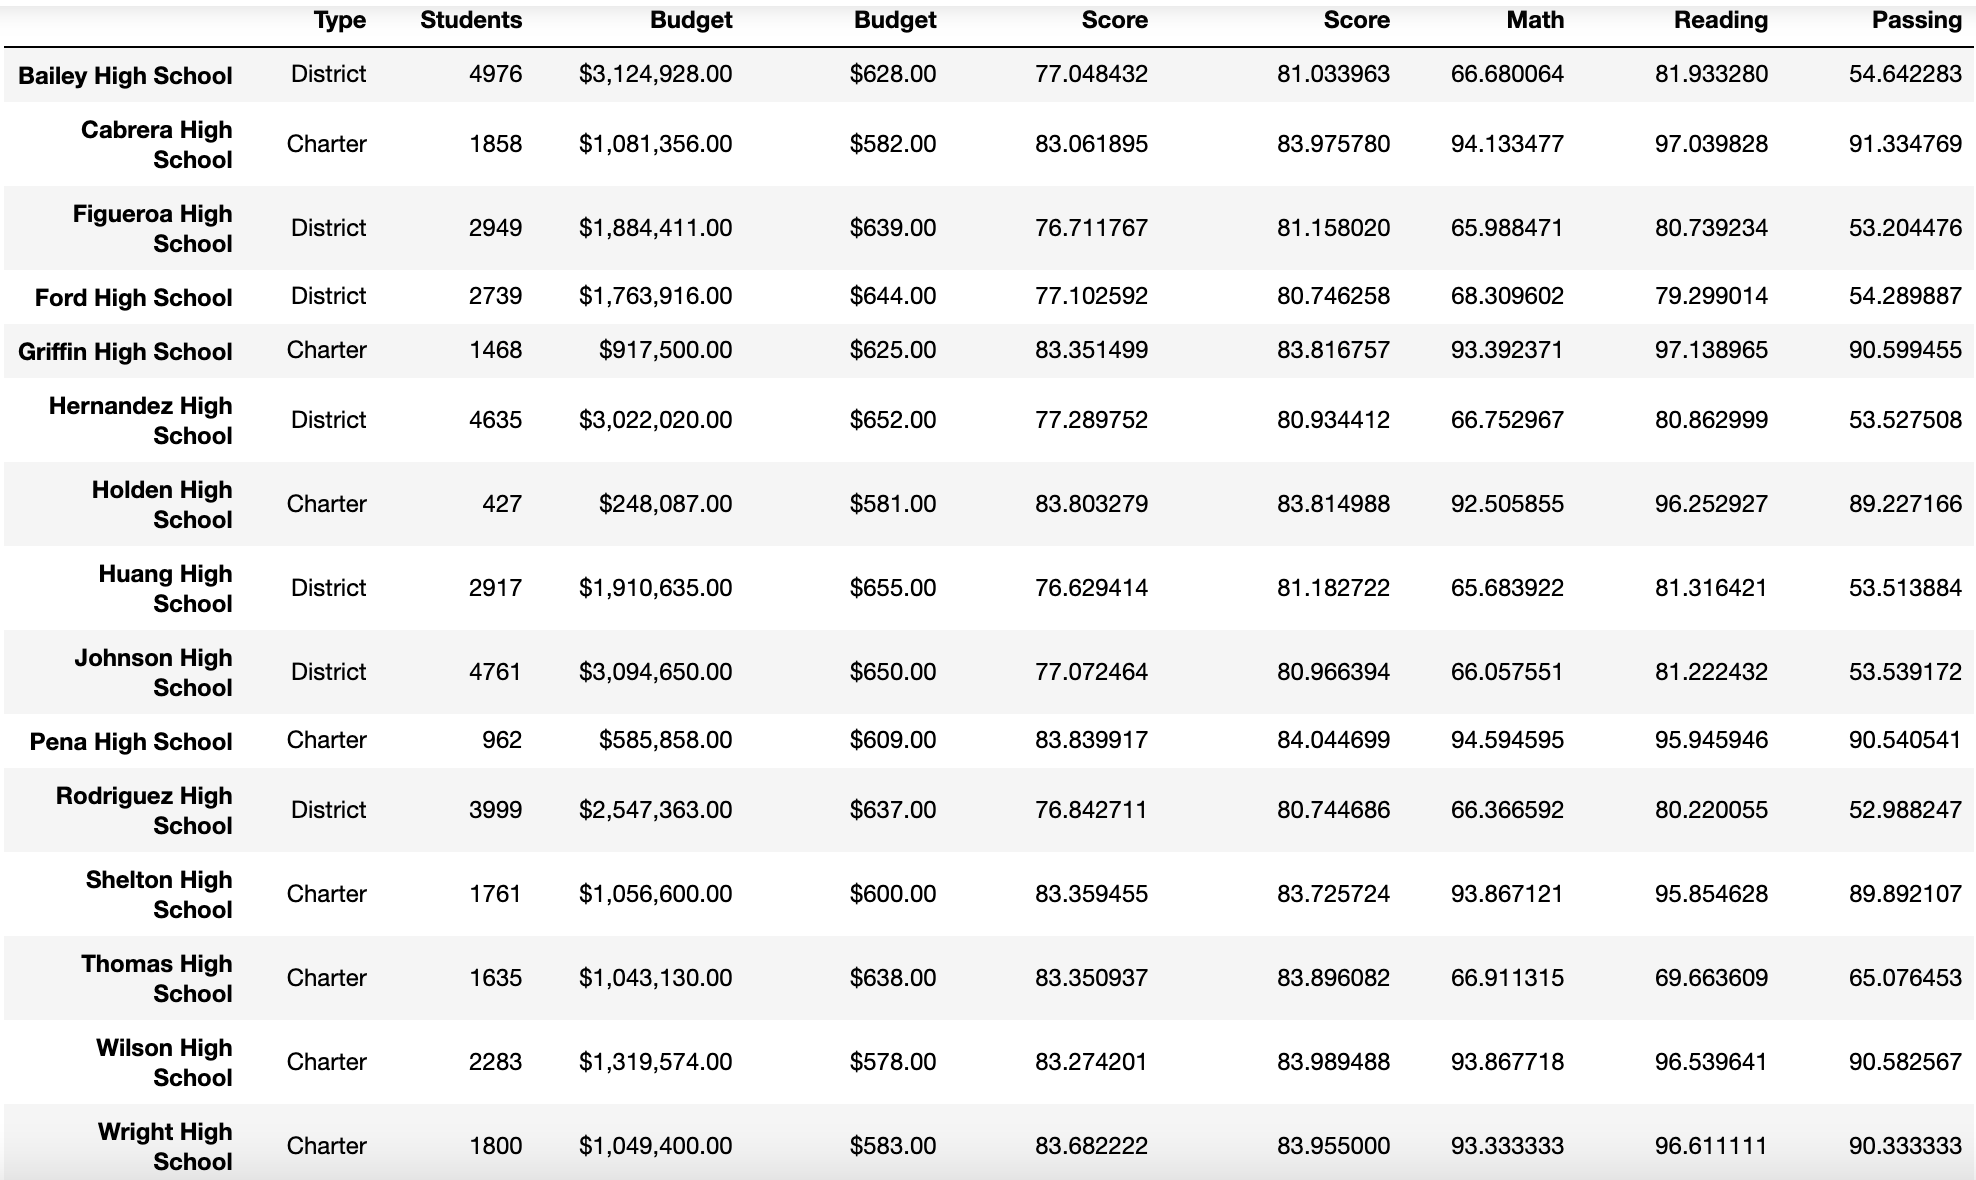 Type Students Budget Budget Score Score Math Reading Passing
Bailey High School District 4976 $3,124,928.00 $628.00 77.048432 81.033963 66.680064 81.933280 54.642283
Cabrera High
School Charter 1858 $1,081,356.00 $582.00 83.061895 83.975780 94.133477 97.039828 91.334769
Figueroa High
School District 2949 $1,884,411.00 $639.00 76.711767 81.158020 65.988471 80.739234 53.204476
Ford High School District 2739 $1,763,916.00 $644.00 77.102592 80.746258 68.309602 79.299014 54.289887
Griffin High School Charter 1468 $917,500.00 $625.00 83.351499 83.816757 93.392371 97.138965 90.599455
Hernandez High
School District 4635 $3,022,020.00 $652.00 77.289752 80.934412 66.752967 80.862999 53.527508
Holden High
School Charter 427 $248,087.00 $581.00 83.803279 83.814988 92.505855 96.252927 89.227166
Huang High
School District 2917 $1,910,635.00 $655.00 76.629414 81.182722 65.683922 81.316421 53.513884
Johnson High
School District 4761 $3,094,650.00 $650.00 77.072464 80.966394 66.057551 81.222432 53.539172
Pena High School Charter 962 $585,858.00 $609.00 83.839917 84.044699 94.594595 95.945946 90.540541
Rodriguez High
School District 3999 $2,547,363.00 $637.00 76.842711 80.744686 66.366592 80.220055 52.988247
Shelton High
School Charter 1761 $1,056,600.00 $600.00 83.359455 83.725724 93.867121 95.854628 89.892107
Thomas High
School Charter 1635 $1,043,130.00 $638.00 83.350937 83.896082 66.911315 69.663609 65.076453
Wilson High
School Charter 2283 $1,319,574.00 $578.00 83.274201 83.989488 93.867718 96.539641 90.582567
Wright High
School Charter 1800 $1,049,400.00 $583.00 83.682222 83.955000 93.333333 96.611111 90.333333